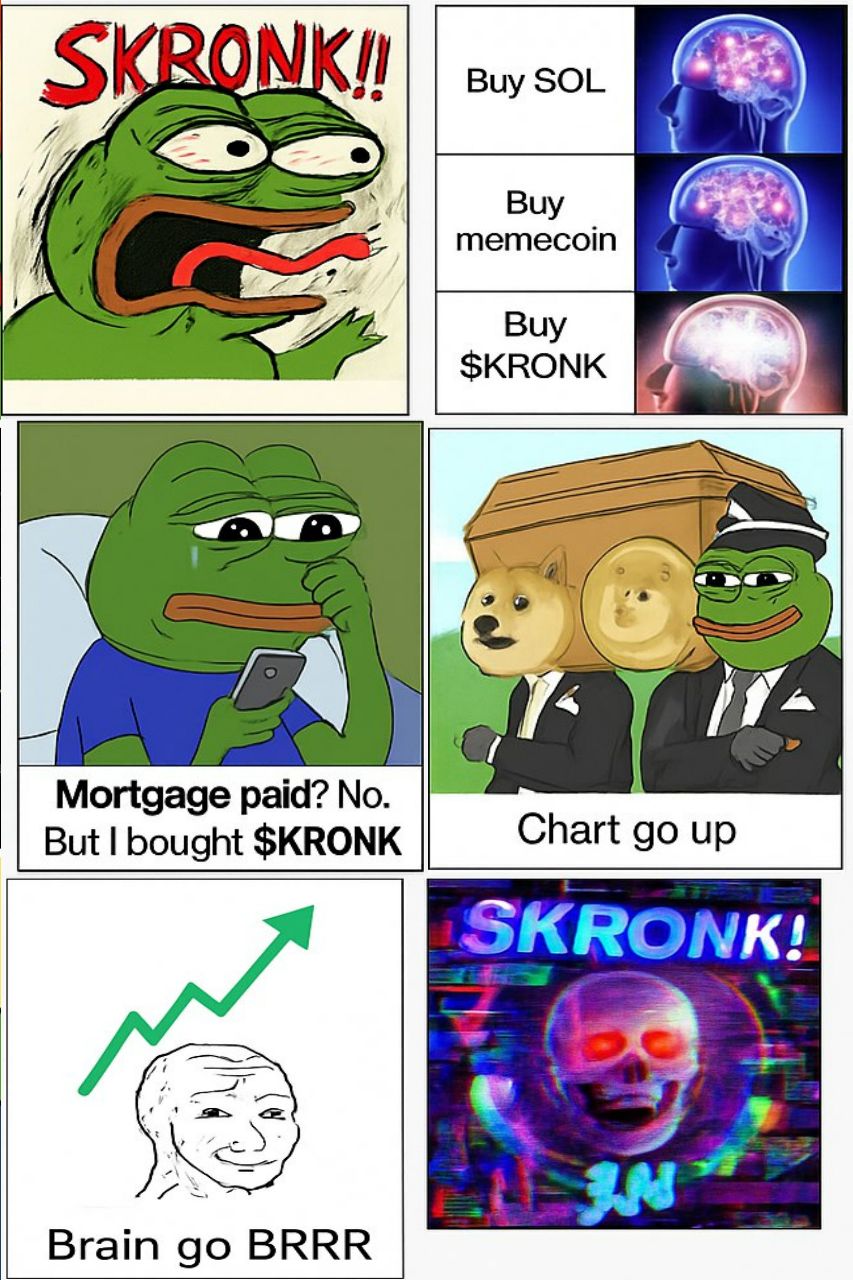 SKRONK!!
Buy SOL
Buy
memecoin
Buy
$KRONK
Mortgage paid? No.
But I bought $KRONK
Chart go up
Brain go BRRR
SKRONK!